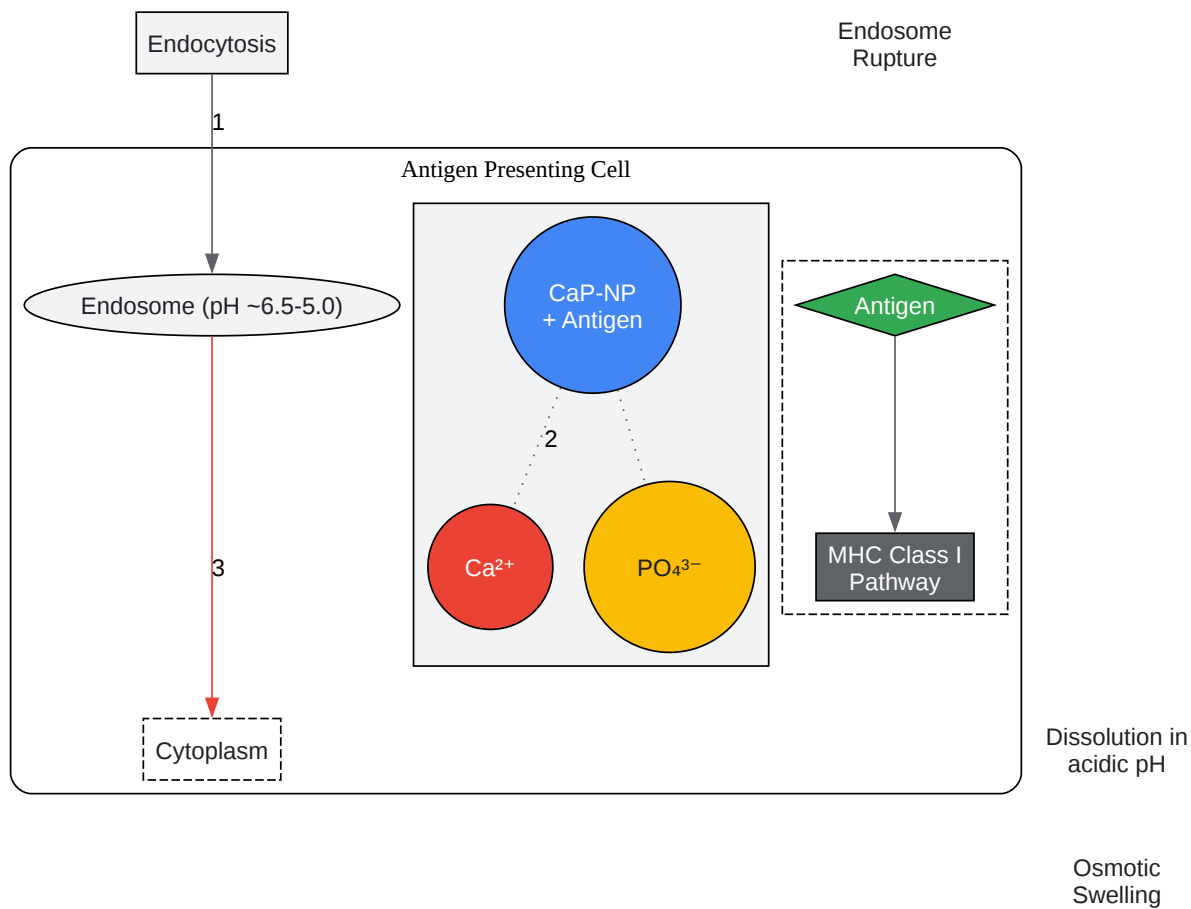 Endocytosis
Endosome
Rupture
1
Antigen Presenting Cell
Endosome (pH ~6.5-5.0)
CaP-NP
+ Antigen
Antigen
2
3
Ca²⁺
PO₄³⁻
MHC Class I
Pathway
Cytoplasm
Dissolution in
acidic pH
Osmotic
Swelling